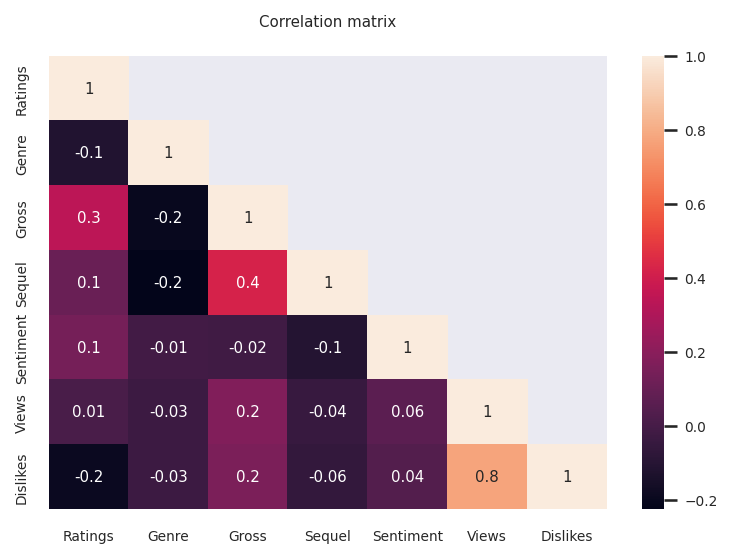 Correlation matrix
Ratings
1
Genre
-0.1
1
Gross
0.3
-0.2
1
Sequel
0.1
-0.2
0.4
1
Sentiment
0.1
-0.01
-0.02
-0.1
1
Views
0.01
-0.03
0.2
-0.04
0.06
1
Dislikes
-0.2
-0.03
0.2
-0.06
0.04
0.8
1
Ratings
Genre
Gross
Sequel
Sentiment
Views
Dislikes
1.0
0.8
0.6
0.4
0.2
0.0
−0.2